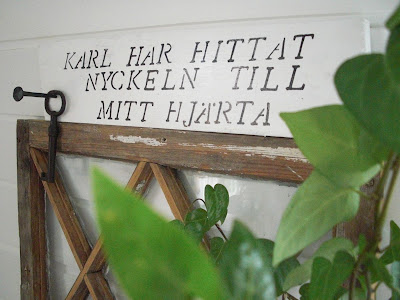 KARL HAR HITTAT
NYCKELN TILL
MITT HJÄRTA